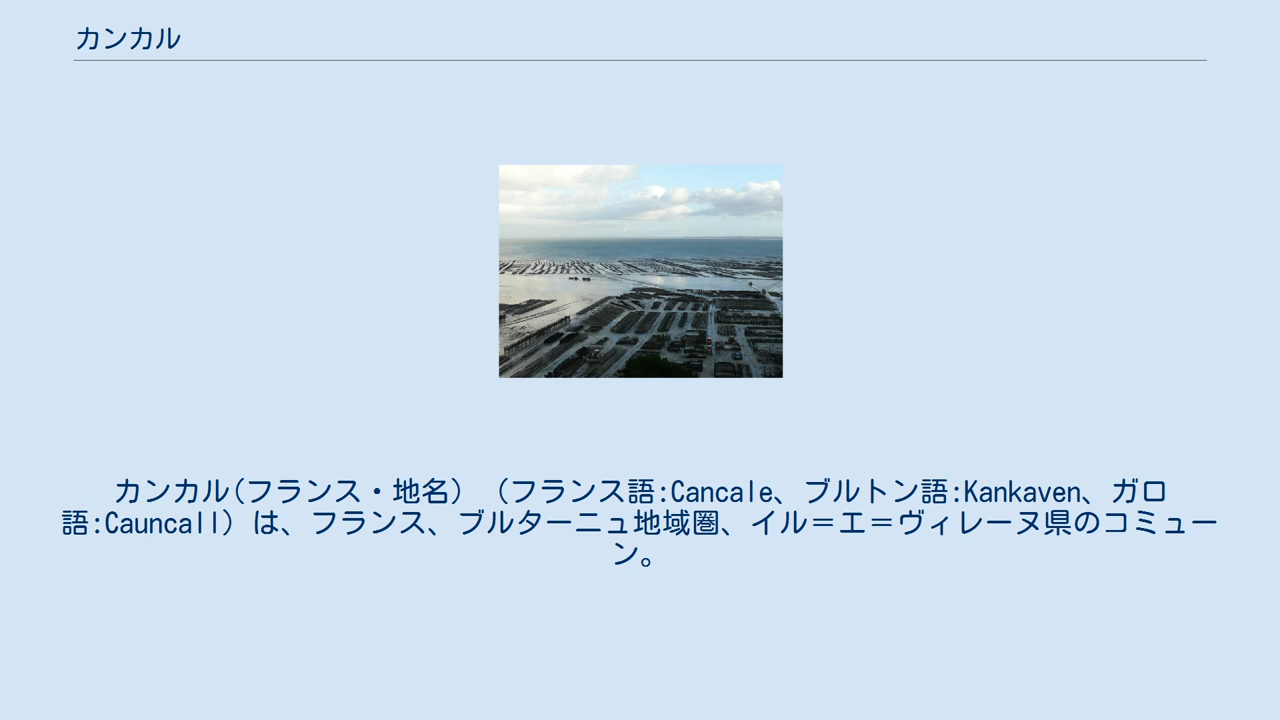 カンカル
カンカル(フランス・地名) (フランス語:Cancale、ブルトン語:Kankaven、ガロ
語:Cauncall)は、フランス、ブルターニュ地域圏、イル＝エ＝ヴィレーヌ県のコミュー
ン。